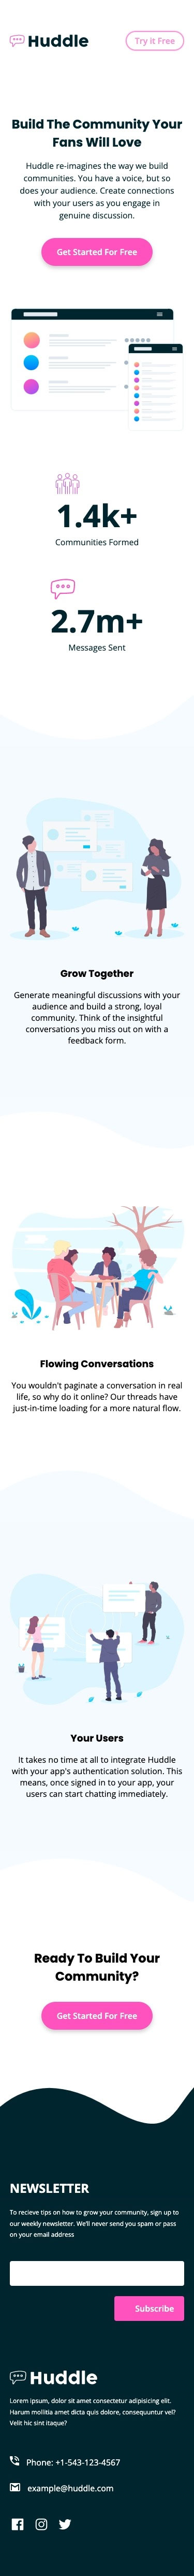 Huddle
Try it Free
Build The Community Your
Fans Will Love
Huddle re-imagines the way we build
communities. You have a voice, but so
does your audience. Create connections
with your users as you engage in
genuine discussion.
Get Started For Free
1.4k+
Communities Formed
2.7m+
Messages Sent
Grow Together
Generate meaningful discussions with your
audience and build a strong, loyal
community. Think of the insightful
conversations you miss out on with a
feedback form.
Flowing Conversations
You wouldn't paginate a conversation in real
life, so why do it online? Our threads have
just-in-time loading for a more natural flow.
Your Users
It takes no time at all to integrate Huddle
with your app's authentication solution. This
means, once signed in to your app, your
users can start chatting immediately.
Ready To Build Your
Community?
Get Started For Free
NEWSLETTER
To recieve tips on how to grow your community, sign up to
our weekly newsletter. We'll never send you spam or pass
on your email address
Subscribe
Huddle
Lorem ipsum, dolor sit amet consectetur adipisicing elit.
Harum mollitia amet dicta quis dolore, consequuntur vel?
Velit hic sint itaque?
Phone: +1-543-123-4567
example@huddle.com